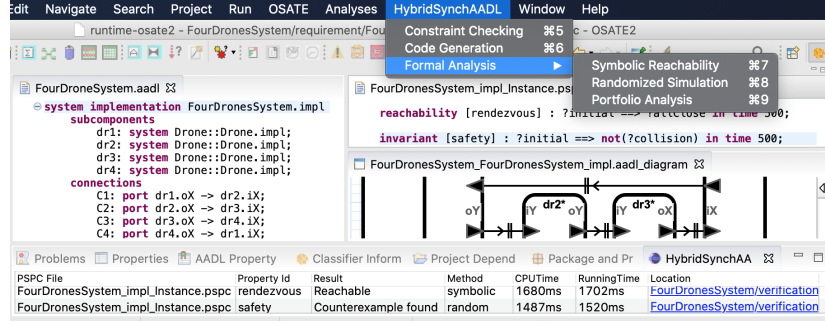 dit Navigate Search Project Run OSATE Analyses HybridSynchAADL Window Help
runtime-osate2 - FourDronesSystem/requirement/Fou
c - OSATE2
Constraint Checking ⌘5
Code Generation ⌘6
Formal Analysis ▶
Symbolic Reachability ⌘7
Randomized Simulation ⌘8
Portfolio Analysis ⌘9
FourDroneSystem.aadl
system implementation FourDronesSystem.impl
subcomponents
dr1: system Drone::Drone.impl;
dr2: system Drone::Drone.impl;
dr3: system Drone::Drone.impl;
dr4: system Drone::Drone.impl;
connections
C1: port dr1.oX -> dr2.iX;
C2: port dr2.oX -> dr3.iX;
C3: port dr3.oX -> dr4.iX;
C4: port dr4.oX -> dr1.iX;
FourDronesSystem_impl_Instance.ps
reachability [rendezvous] : ?initial ==> ?allClose in time 500;
invariant [safety] : ?initial ==> not(?collision) in time 500;
FourDronesSystem_FourDronesSystem_impl.aadl_diagram
dr2* dr3*
oY iY oY iY oX iX
Problems Properties AADL Property Classifier Inform Project Depend Package and Pr HybridSynchAA
PSPC File Property Id Result Method CPUTime RunningTime Location
FourDronesSystem_impl_Instance.pspc rendezvous Reachable symbolic 1680ms 1702ms FourDronesSystem/verification
FourDronesSystem_impl_Instance.pspc safety Counterexample found random 1487ms 1520ms FourDronesSystem/verification